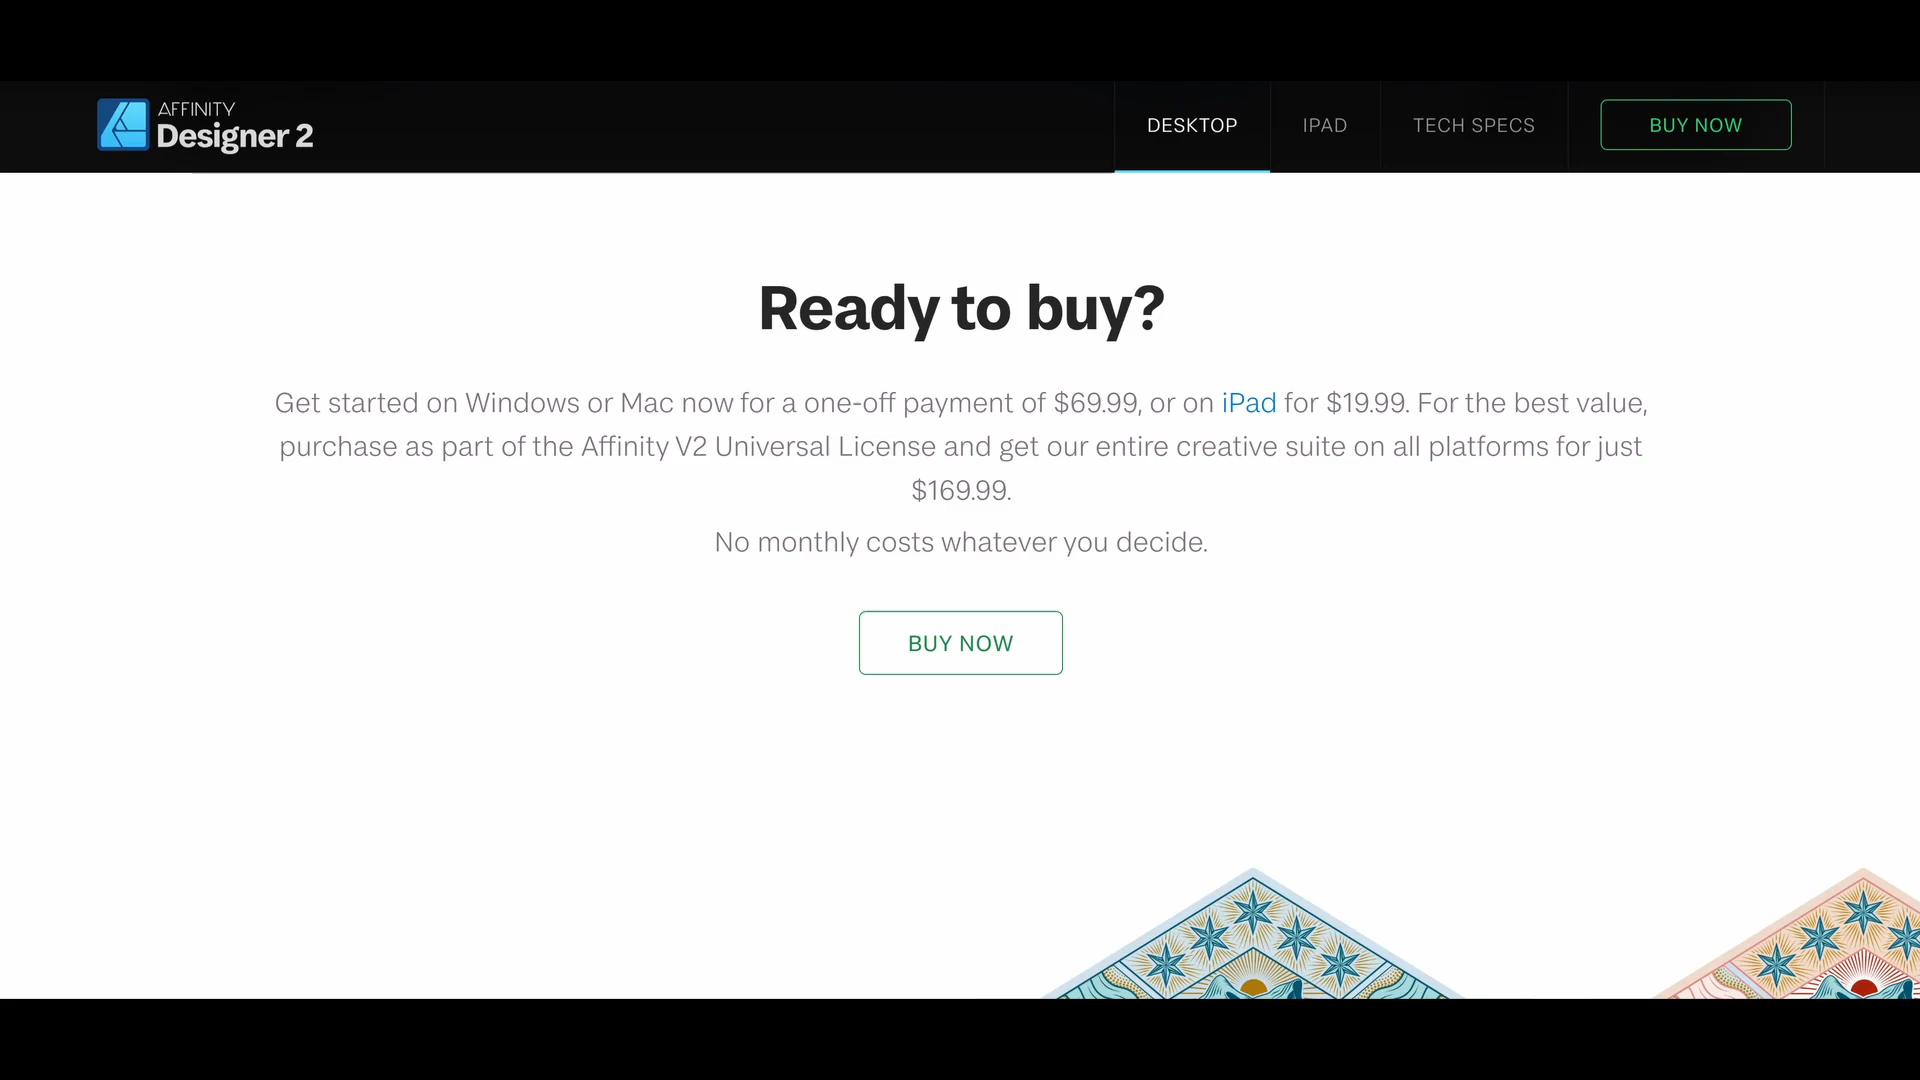 AFFINITY
Designer 2
DESKTOP
IPAD
TECH SPECS
BUY NOW
Ready to buy?
Get started on Windows or Mac now for a one-off payment of $69.99, or on iPad for $19.99. For the best value,
purchase as part of the Affinity V2 Universal License and get our entire creative suite on all platforms for just
$169.99.
No monthly costs whatever you decide.
BUY NOW